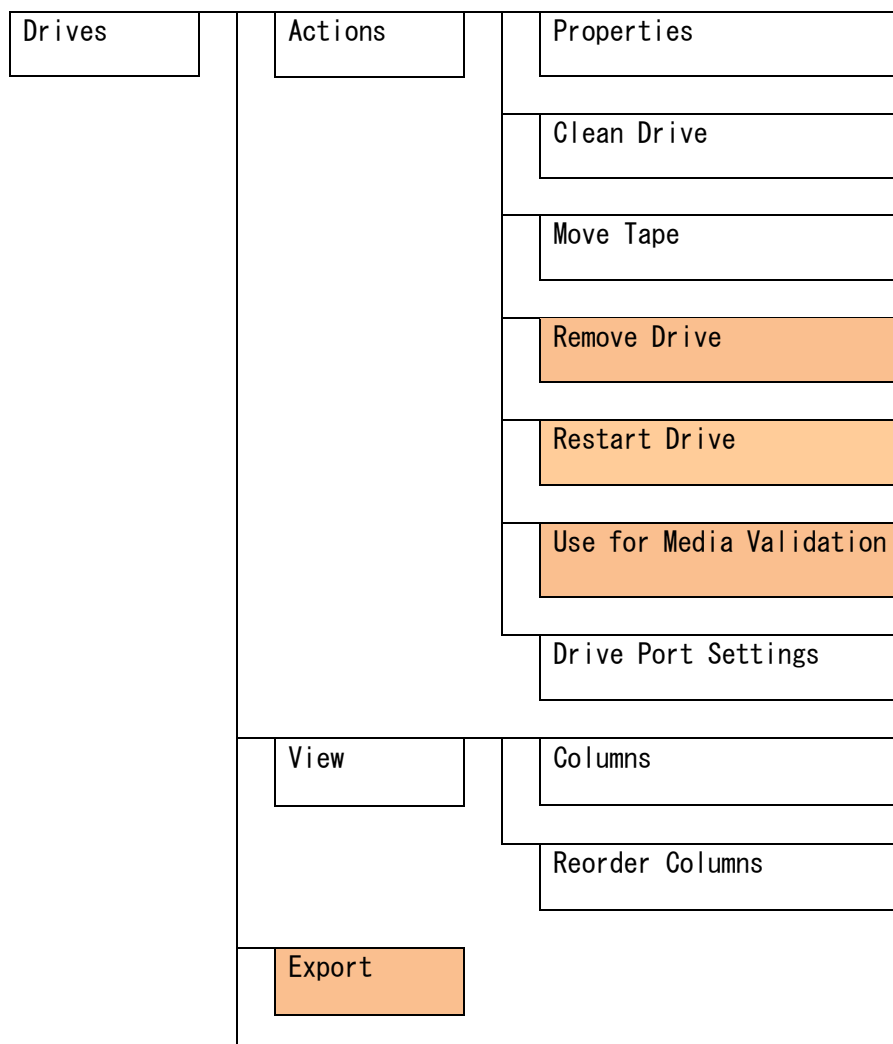 Drives
Actions
Properties
Clean Drive
Move Tape
Remove Drive
Restart Drive
Use for Media Validation
Drive Port Settings
View
Columns
Reorder Columns
Export